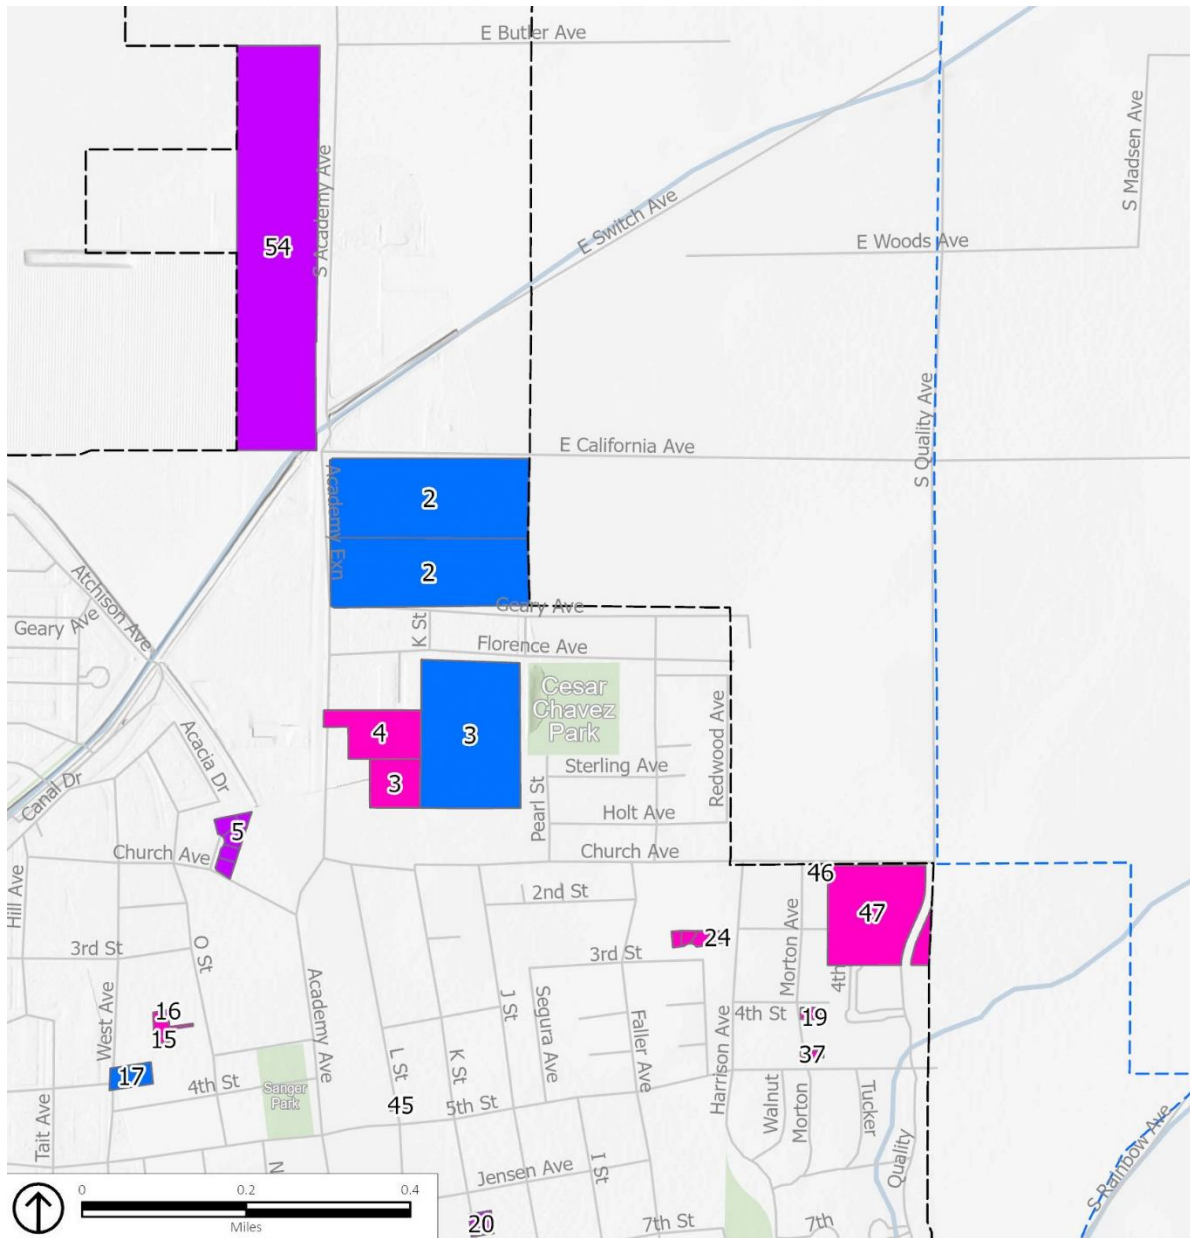 E Butler Ave
S Academy Ave
54
E Switch Ave
E Woods Ave
S Madsen Ave
S Quality Ave
E California Ave
Academy Exn
2
2
Atchison Ave
Geary Ave
Geary Ave
K St
Florence Ave
Cesar
Chavez
Park
4
3
3
Redwood Ave
Acacia Dr
Canal Dr
Sterling Ave
Pearl St
Holt Ave
5
Church Ave
Church Ave
Hill Ave
46
47
2nd St
3rd St
O St
3rd St
24
Morton Ave
4th
Academy Ave
J St
Segura Ave
Faller Ave
Harrison Ave
4th St
19
37
16
15
West Ave
17
4th St
Sanger
Park
L St
K St
45
5th St
Walnut
Morton
Tucker
Quality
Tait Ave
N
Jensen Ave
I St
S Rainbow Ave
20
7th St
7th
0
0.2
0.4
Miles